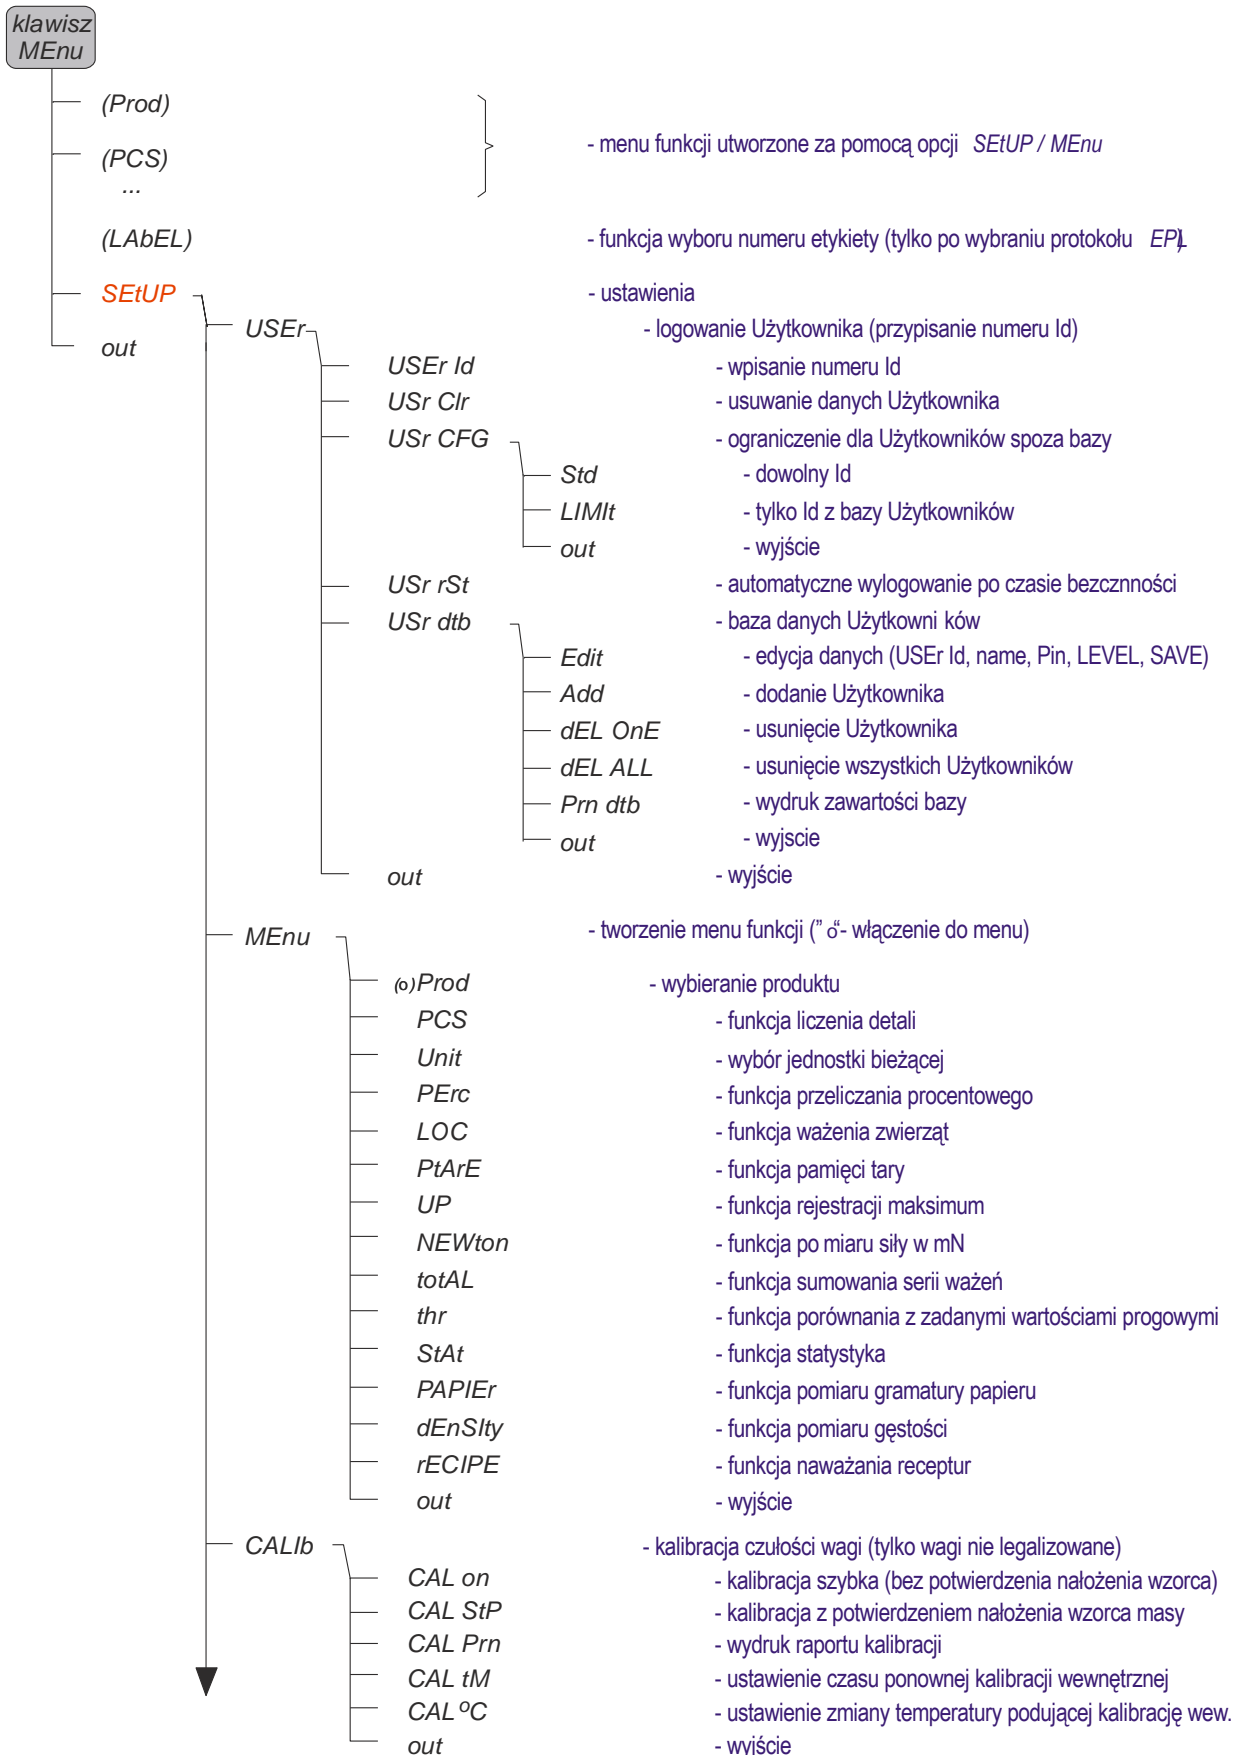 klawisz
MEnu
(Prod)
(PCS)
...
- menu funkcji utworzone za pomocą opcji SEtUP / MEnu
(LAbEL) - funkcja wyboru numeru etykiety (tylko po wybraniu protokołu EPL)
SEtUP - ustawienia
USEr - logowanie Użytkownika (przypisanie numeru Id)
out
USEr Id - wpisanie numeru Id
USr Clr - usuwanie danych Użytkownika
USr CFG - ograniczenie dla Użytkowników spoza bazy
Std - dowolny Id
LIMIt - tylko Id z bazy Użytkowników
out - wyjście
USr rSt - automatyczne wylogowanie po czasie bezcznności
USr dtb - baza danych Użytkowni ków
Edit - edycja danych (USEr Id, name, Pin, LEVEL, SAVE)
Add - dodanie Użytkownika
dEL OnE - usunięcie Użytkownika
dEL ALL - usunięcie wszystkich Użytkowników
Prn dtb - wydruk zawartości bazy
out - wyjscie
out - wyjście
MEnu - tworzenie menu funkcji (" o"- włączenie do menu)
(o)Prod - wybieranie produktu
PCS - funkcja liczenia detali
Unit - wybór jednostki bieżącej
PErc - funkcja przeliczania procentowego
LOC - funkcja ważenia zwierząt
PtArE - funkcja pamięci tary
UP - funkcja rejestracji maksimum
NEWton - funkcja po miaru siły w mN
totAL - funkcja sumowania serii ważeń
thr - funkcja porównania z zadanymi wartościami progowymi
StAt - funkcja statystyka
PAPIEr - funkcja pomiaru gramatury papieru
dEnSIty - funkcja pomiaru gęstości
rECIPE - funkcja naważania receptur
out - wyjście
CALIb - kalibracja czułości wagi (tylko wagi nie legalizowane)
CAL on - kalibracja szybka (bez potwierdzenia nałożenia wzorca)
CAL StP - kalibracja z potwierdzeniem nałożenia wzorca masy
CAL Prn - wydruk raportu kalibracji
CAL tM - ustawienie czasu ponownej kalibracji wewnętrznej
CAL ºC - ustawienie zmiany temperatury podującej kalibrację wew.
out - wyjście